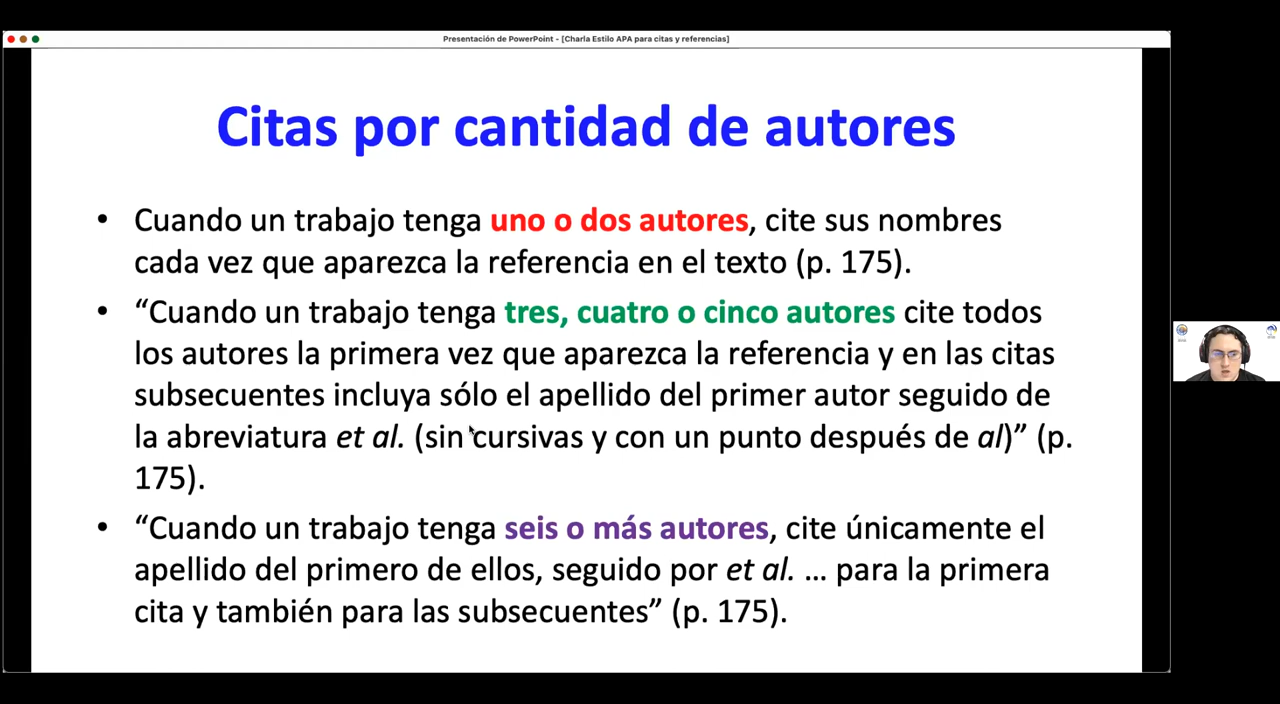 Presentación de PowerPoint - [Charla Estilo APA para citas y referencias]
Citas por cantidad de autores
• Cuando un trabajo tenga uno o dos autores, cite sus nombres
cada vez que aparezca la referencia en el texto (p. 175).
• “Cuando un trabajo tenga tres, cuatro o cinco autores cite todos
los autores la primera vez que aparezca la referencia y en las citas
subsecuentes incluya sólo el apellido del primer autor seguido de
la abreviatura et al. (sin cursivas y con un punto después de al)” (p.
175).
• “Cuando un trabajo tenga seis o más autores, cite únicamente el
apellido del primero de ellos, seguido por et al. … para la primera
cita y también para las subsecuentes” (p. 175).